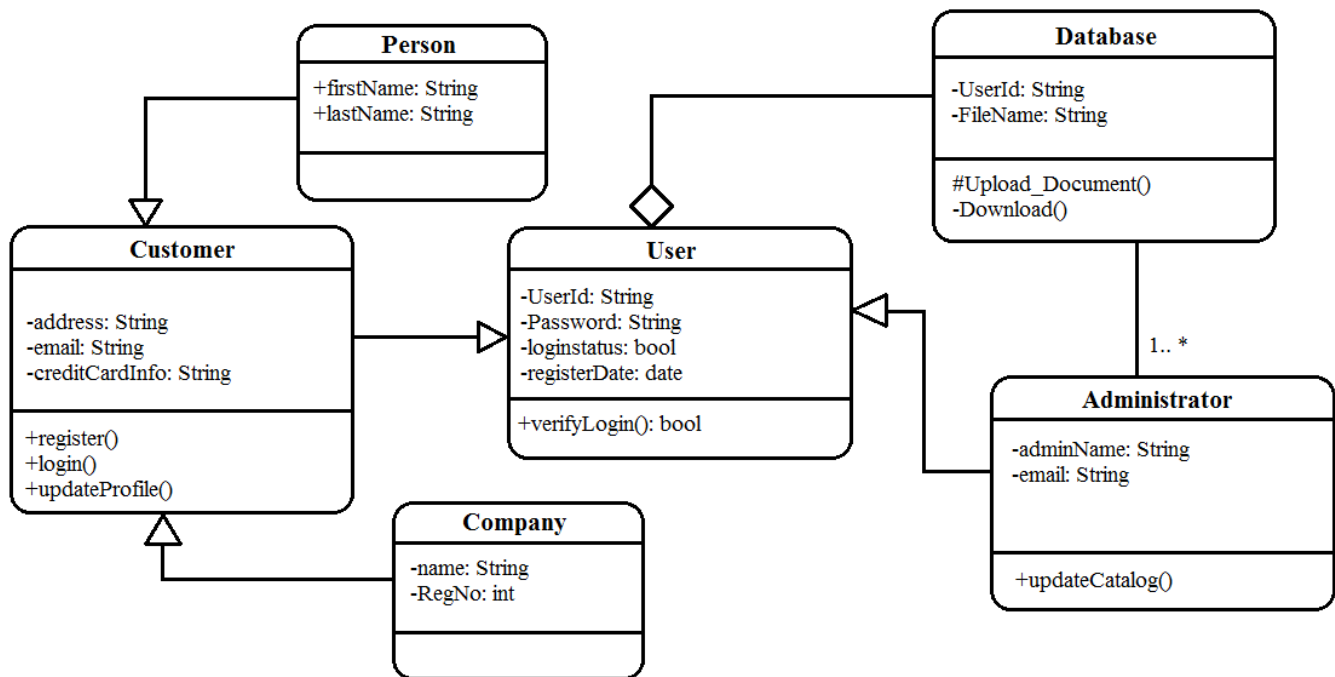 Person
+firstName: String
+lastName: String
Database
-UserId: String
-FileName: String
#Upload_Document()
-Download()
Customer
-address: String
-email: String
-creditCardInfo: String
+register()
+login()
+updateProfile()
User
-UserId: String
-Password: String
-loginstatus: bool
-registerDate: date
+verifyLogin(): bool
1.. *
Administrator
-adminName: String
-email: String
+updateCatalog()
Company
-name: String
-RegNo: int